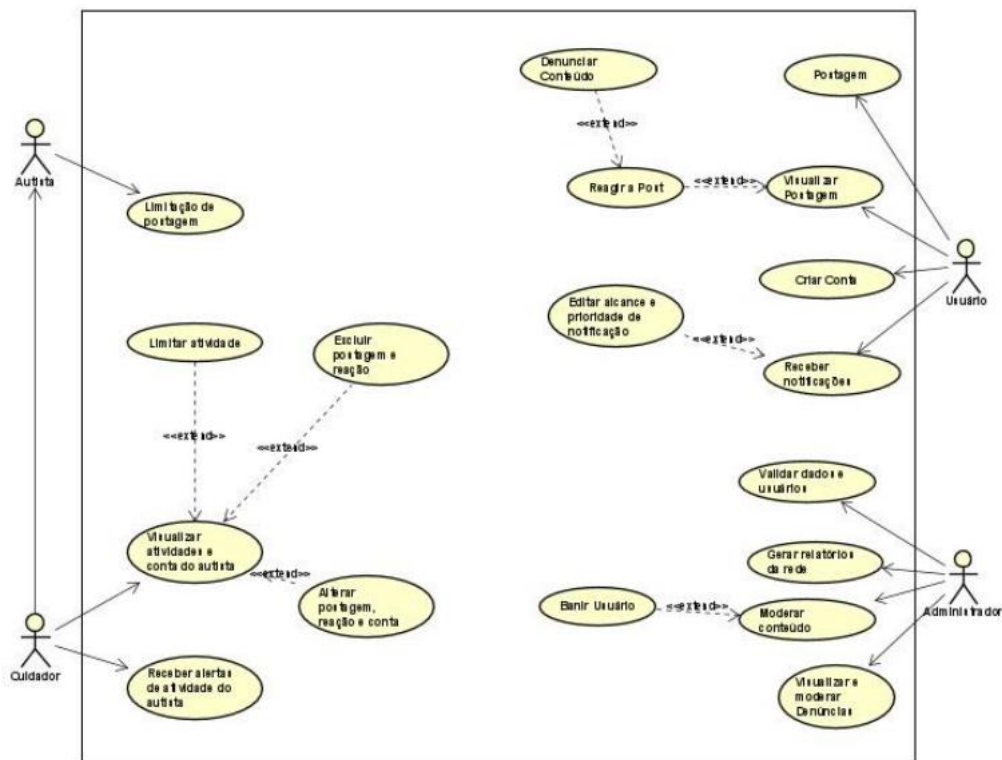 Denunciar
Conteúdo
Postagem
<<extend>>
Autista
Reagir a Post
<<extend>>
Visualizar
Postagem
Limitação de
postagem
Usuário
Criar Conta
Editar alcance e
prioridade de
notificação
<<extend>>
Receber
notificações
Limitar atividade
Excluir
postagem e
reação
<<extend>>
<<extend>>
Validar dados e
usuários
Visualizar
atividades e
conta do autista
<<extend>>
Alterar
postagem,
reação e conta
Gerar relatórios
da rede
Banir Usuário
<<extend>>
Moderar
conteúdo
Administrador
Cuidador
Receber alertas
de atividade do
autista
Visualizar e
moderar
Denúncias